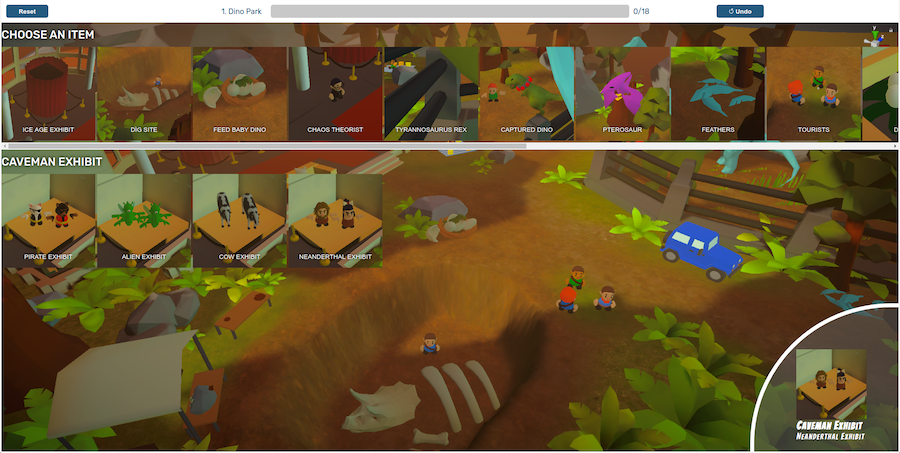 Reset
1. Dino Park
0/18
↺ Undo
CHOOSE AN ITEM
y
ICE AGE EXHIBIT
DIG SITE
FEED BABY DINO
CHAOS THEORIST
TYRANNOSAURUS REX
CAPTURED DINO
PTEROSAUR
FEATHERS
TOURISTS
D
CAVEMAN EXHIBIT
PIRATE EXHIBIT
ALIEN EXHIBIT
COW EXHIBIT
NEANDERTHAL EXHIBIT
Caveman Exhibit
Neanderthal Exhibit